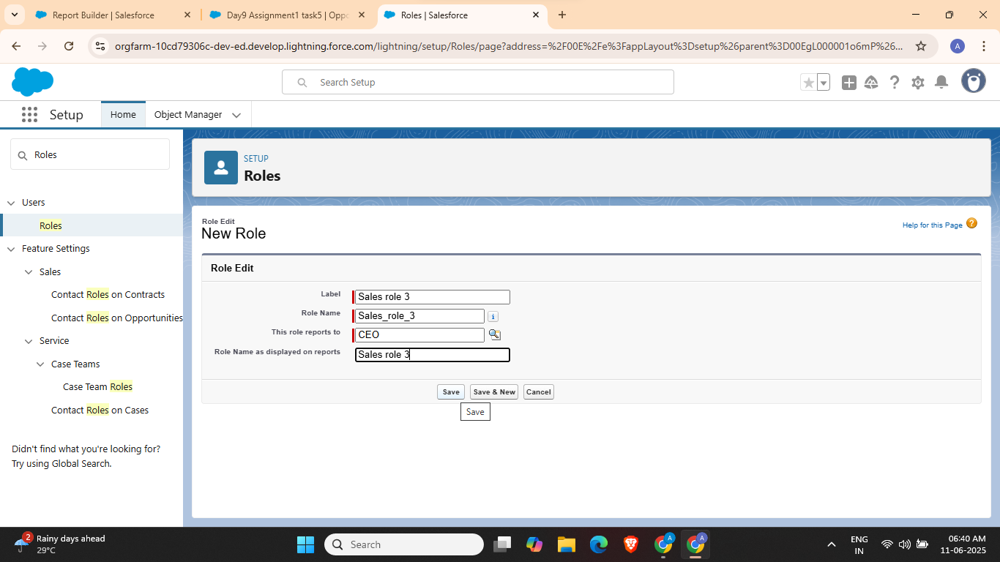 Report Builder | Salesforce
Day9 Assignment1 task5 | Oppo
Roles | Salesforce
orgfarm-10cd79306c-dev-ed.develop.lightning.force.com/lightning/setup/Roles/page?address=%2F00E%2Fe%3FappLayout%3Dsetup%26parent%3D00EgL000001o6mP%26...
A
Search Setup
Setup
Home
Object Manager
Roles
Users
Roles
Feature Settings
Sales
Contact Roles on Contracts
Contact Roles on Opportunities
Service
Case Teams
Case Team Roles
Contact Roles on Cases
Didn't find what you're looking for?
Try using Global Search.
SETUP
Roles
Role Edit
New Role
Help for this Page ?
Role Edit
Label
Sales role 3
Role Name
Sales_role_3
i
This role reports to
CEO
Role Name as displayed on reports
Sales role 3
Save
Save & New
Cancel
Save
2
Rainy days ahead
29°C
Search
A
A
ENG
IN
06:40 AM
11-06-2025